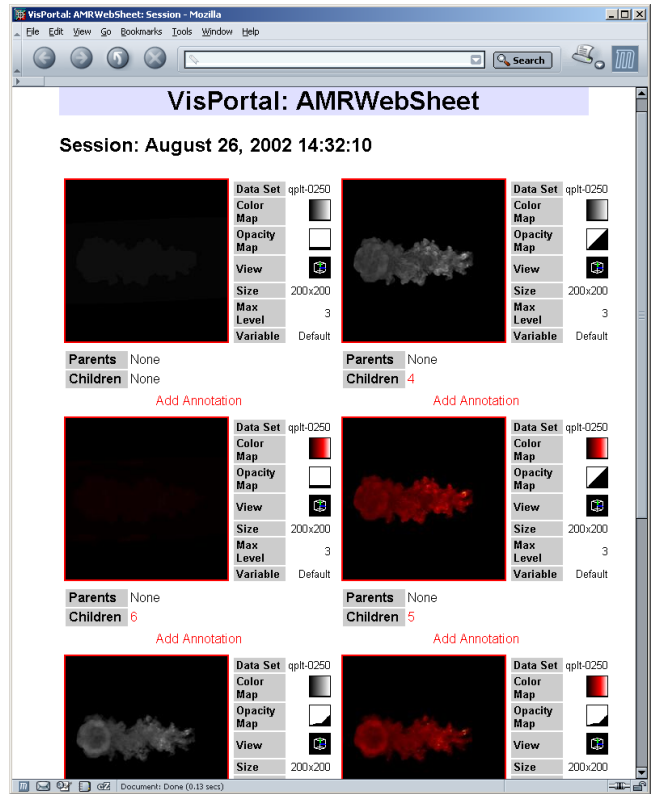 VisPortal: AMRWebSheet: Session - Mozilla
File Edit View Go Bookmarks Tools Window Help
Search
VisPortal: AMRWebSheet
Session: August 26, 2002 14:32:10
Data Set qplt-0250 Data Set qplt-0250
Color Color
Map Map
Opacity Opacity
Map Map
View View
Size 200x200 Size 200x200
Max Max
Level 3 Level 3
Variable Default Variable Default
Parents None Parents None
Children None Children 4
Add Annotation Add Annotation
Data Set qplt-0250 Data Set qplt-0250
Color Color
Map Map
Opacity Opacity
Map Map
View View
Size 200x200 Size 200x200
Max Max
Level 3 Level 3
Variable Default Variable Default
Parents None Parents None
Children 6 Children 5
Add Annotation Add Annotation
Data Set qplt-0250 Data Set qplt-0250
Color Color
Map Map
Opacity Opacity
Map Map
View View
Size 200x200 Size 200x200
Document: Done (0.13 secs)